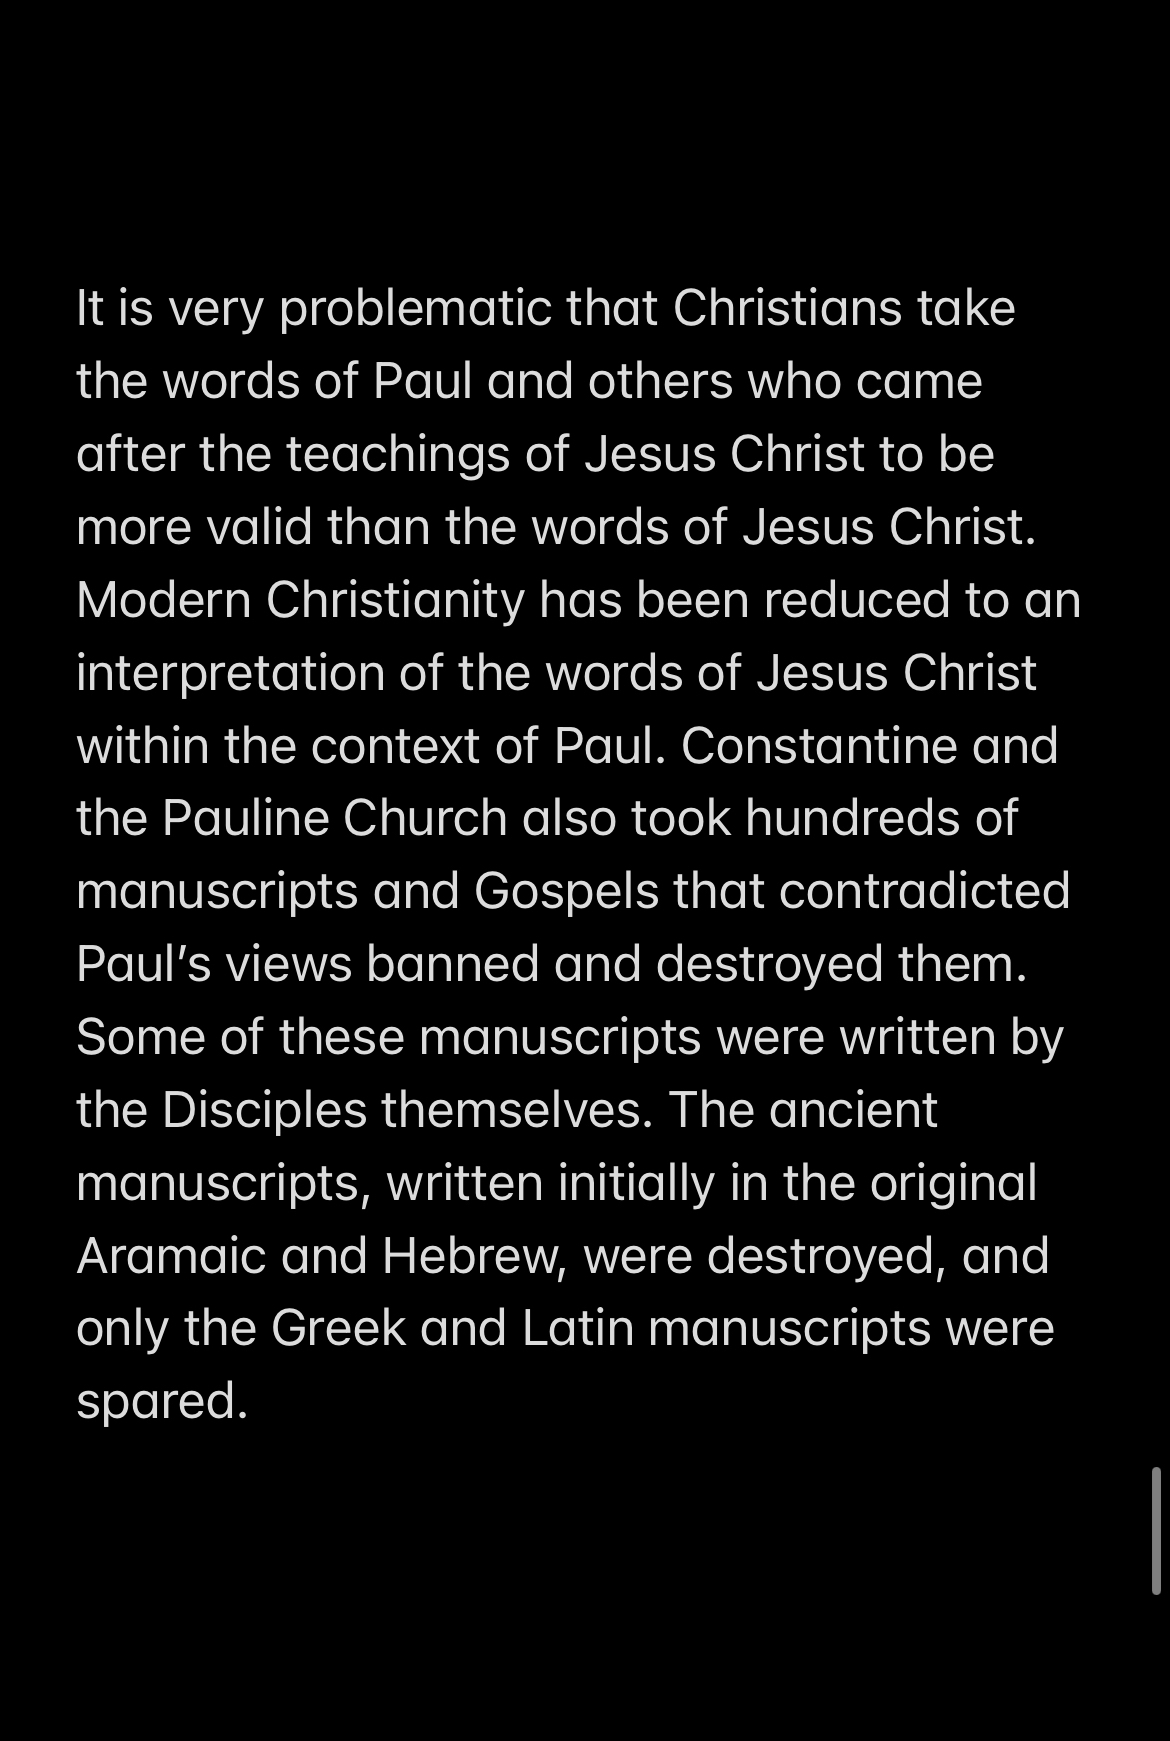 It is very problematic that Christians take
the words of Paul and others who came
after the teachings of Jesus Christ to be
more valid than the words of Jesus Christ.
Modern Christianity has been reduced to an
interpretation of the words of Jesus Christ
within the context of Paul. Constantine and
the Pauline Church also took hundreds of
manuscripts and Gospels that contradicted
Paul’s views banned and destroyed them.
Some of these manuscripts were written by
the Disciples themselves. The ancient
manuscripts, written initially in the original
Aramaic and Hebrew, were destroyed, and
only the Greek and Latin manuscripts were
spared.